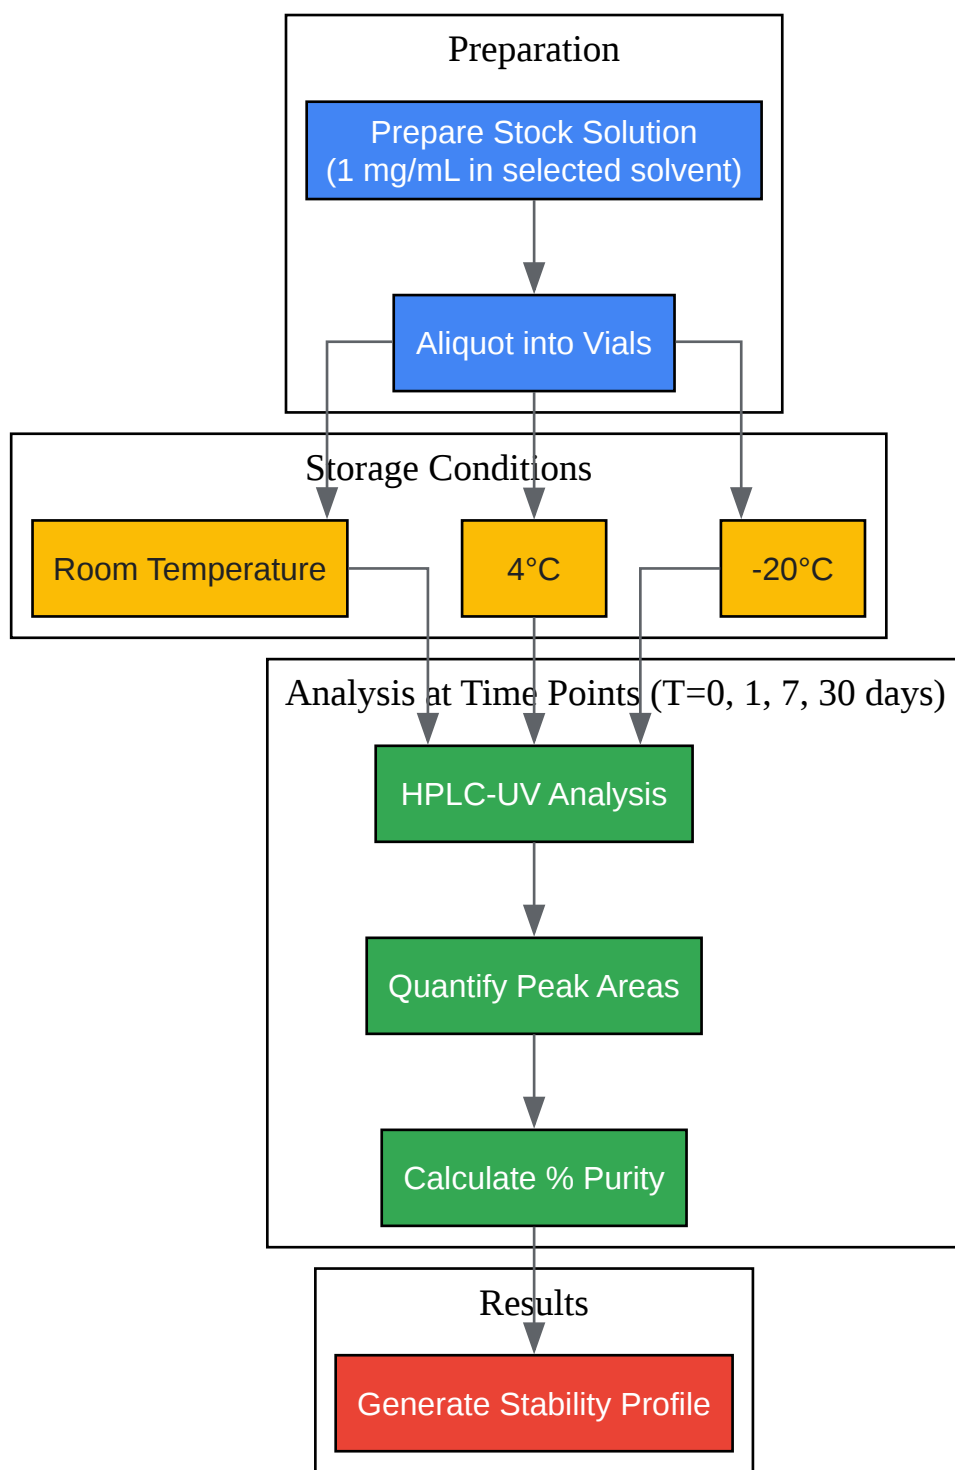 Preparation
Prepare Stock Solution
(1 mg/mL in selected solvent)
Aliquot into Vials
Storage Conditions
Room Temperature
4°C
-20°C
Analysis at Time Points (T=0, 1, 7, 30 days)
HPLC-UV Analysis
Quantify Peak Areas
Calculate % Purity
Results
Generate Stability Profile